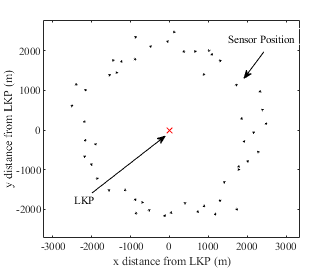 Sensor Position
2000
1000
0
-1000
-2000
y distance from LKP (m)
LKP
-3000 -2000 -1000 0 1000 2000 3000
x distance from LKP (m)